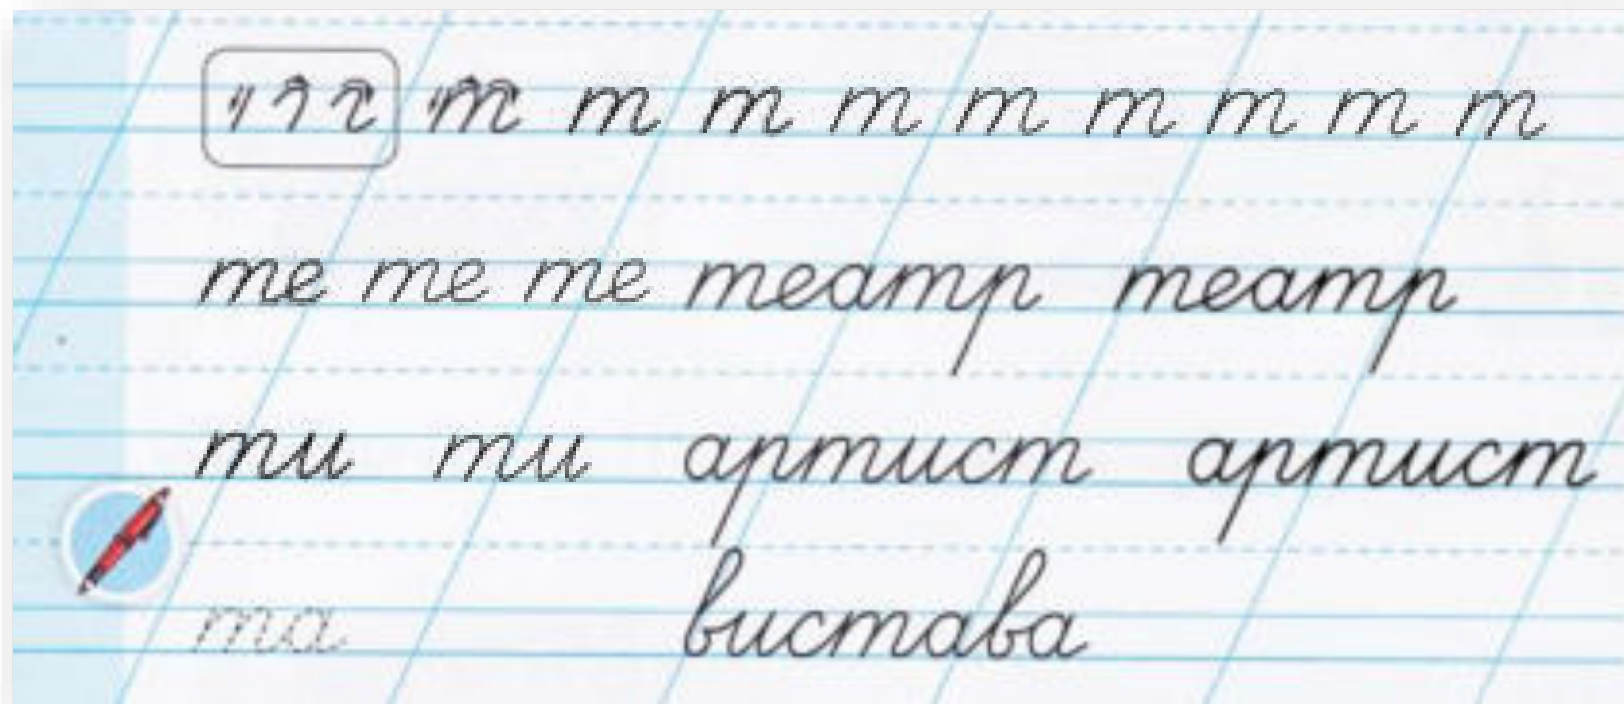 т т т т т т т т т
те те те театр театр
ти ти артист артист
та вистава